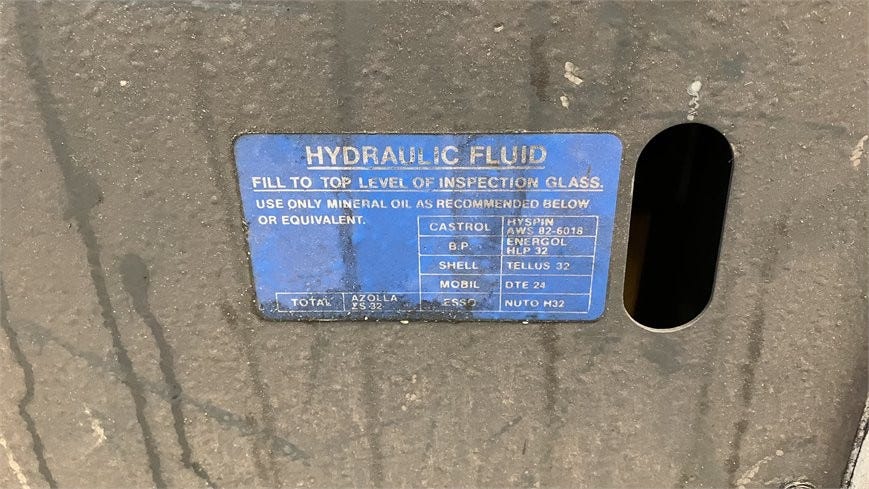 HYDRAULIC FLUID
FILL TO TOP LEVEL OF INSPECTION GLASS.
USE ONLY MINERAL OIL AS RECOMMENDED BELOW
OR EQUIVALENT.
CASTROL HYSPIN AWS 82-6018
B.P. ENERGOL HLP 32
SHELL TELLUS 32
MOBIL DTE 24
TOTAL AZOLLA ZS 32 ESSO NUTO H32